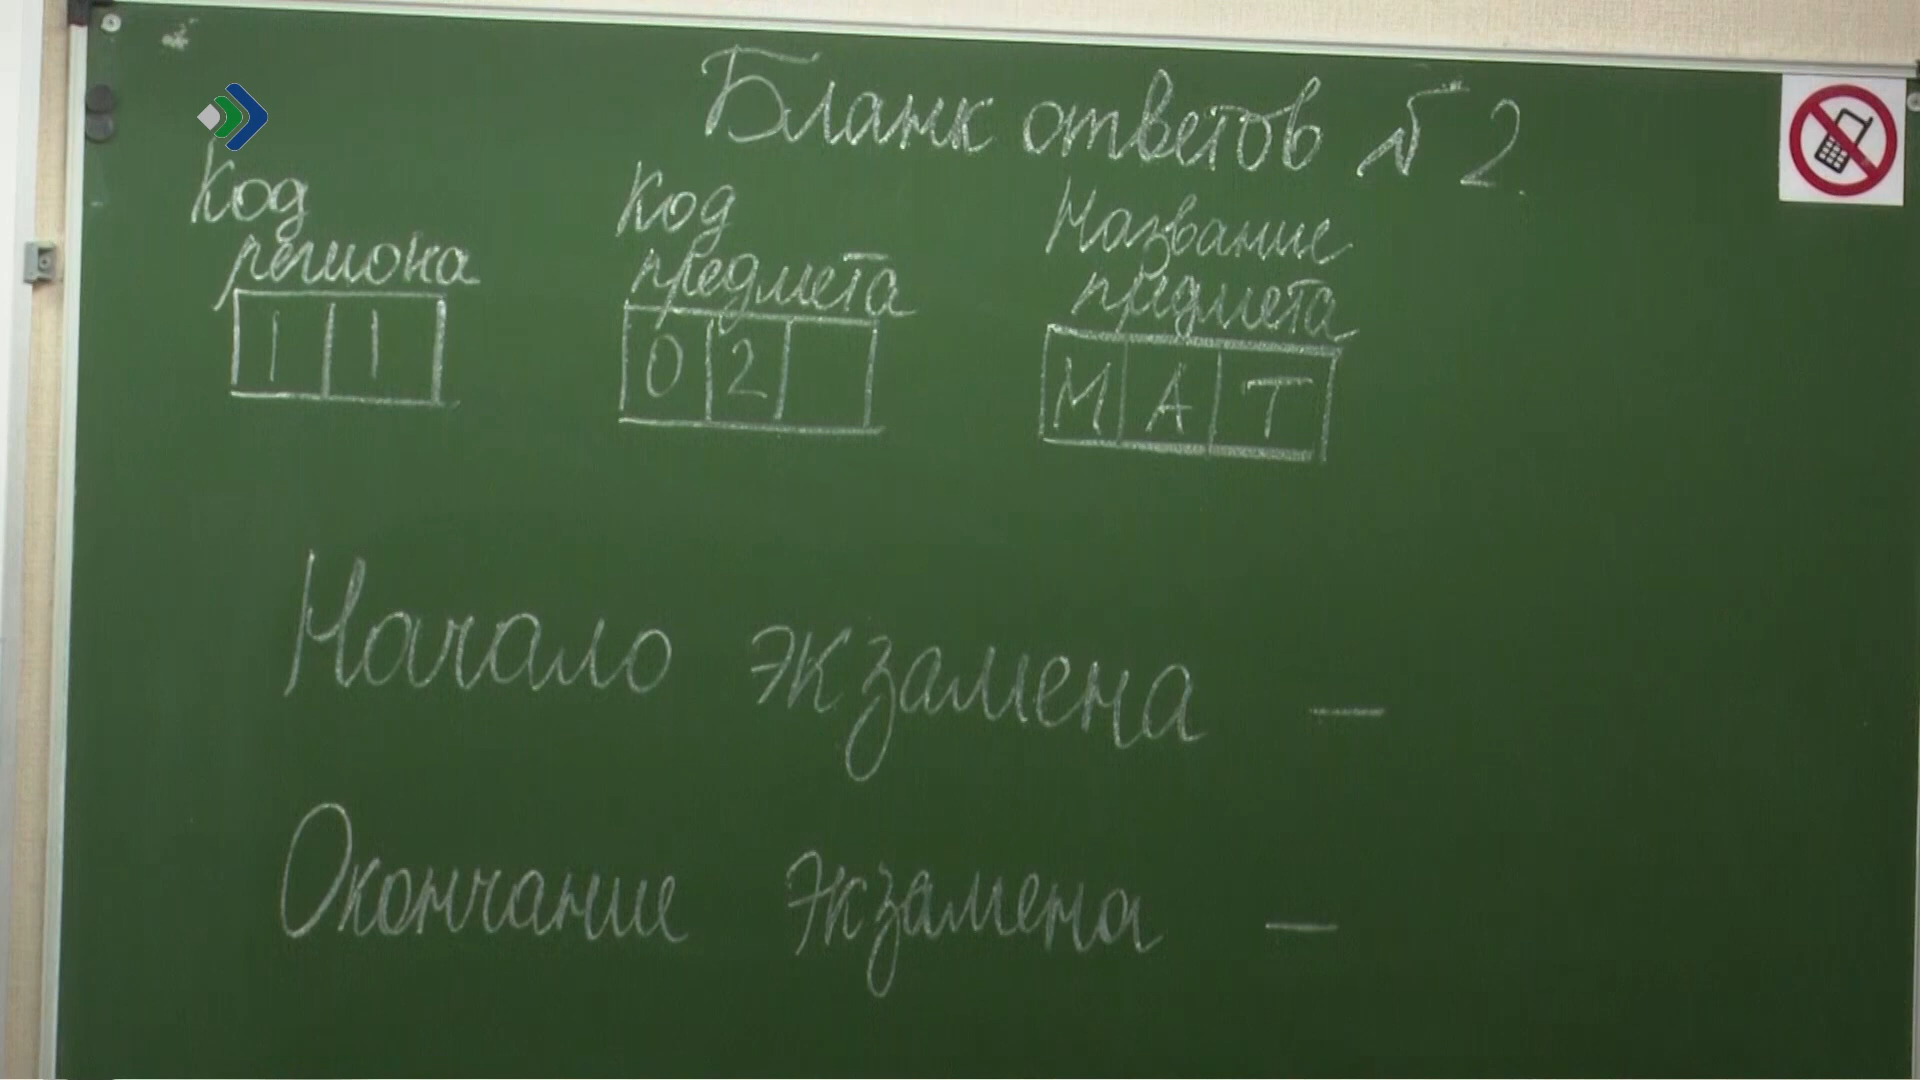 Бланк ответов № 2
Код региона
1 1
Код предмета
0 2
Название предмета
М А Т
Начало экзамена —
Окончание экзамена —